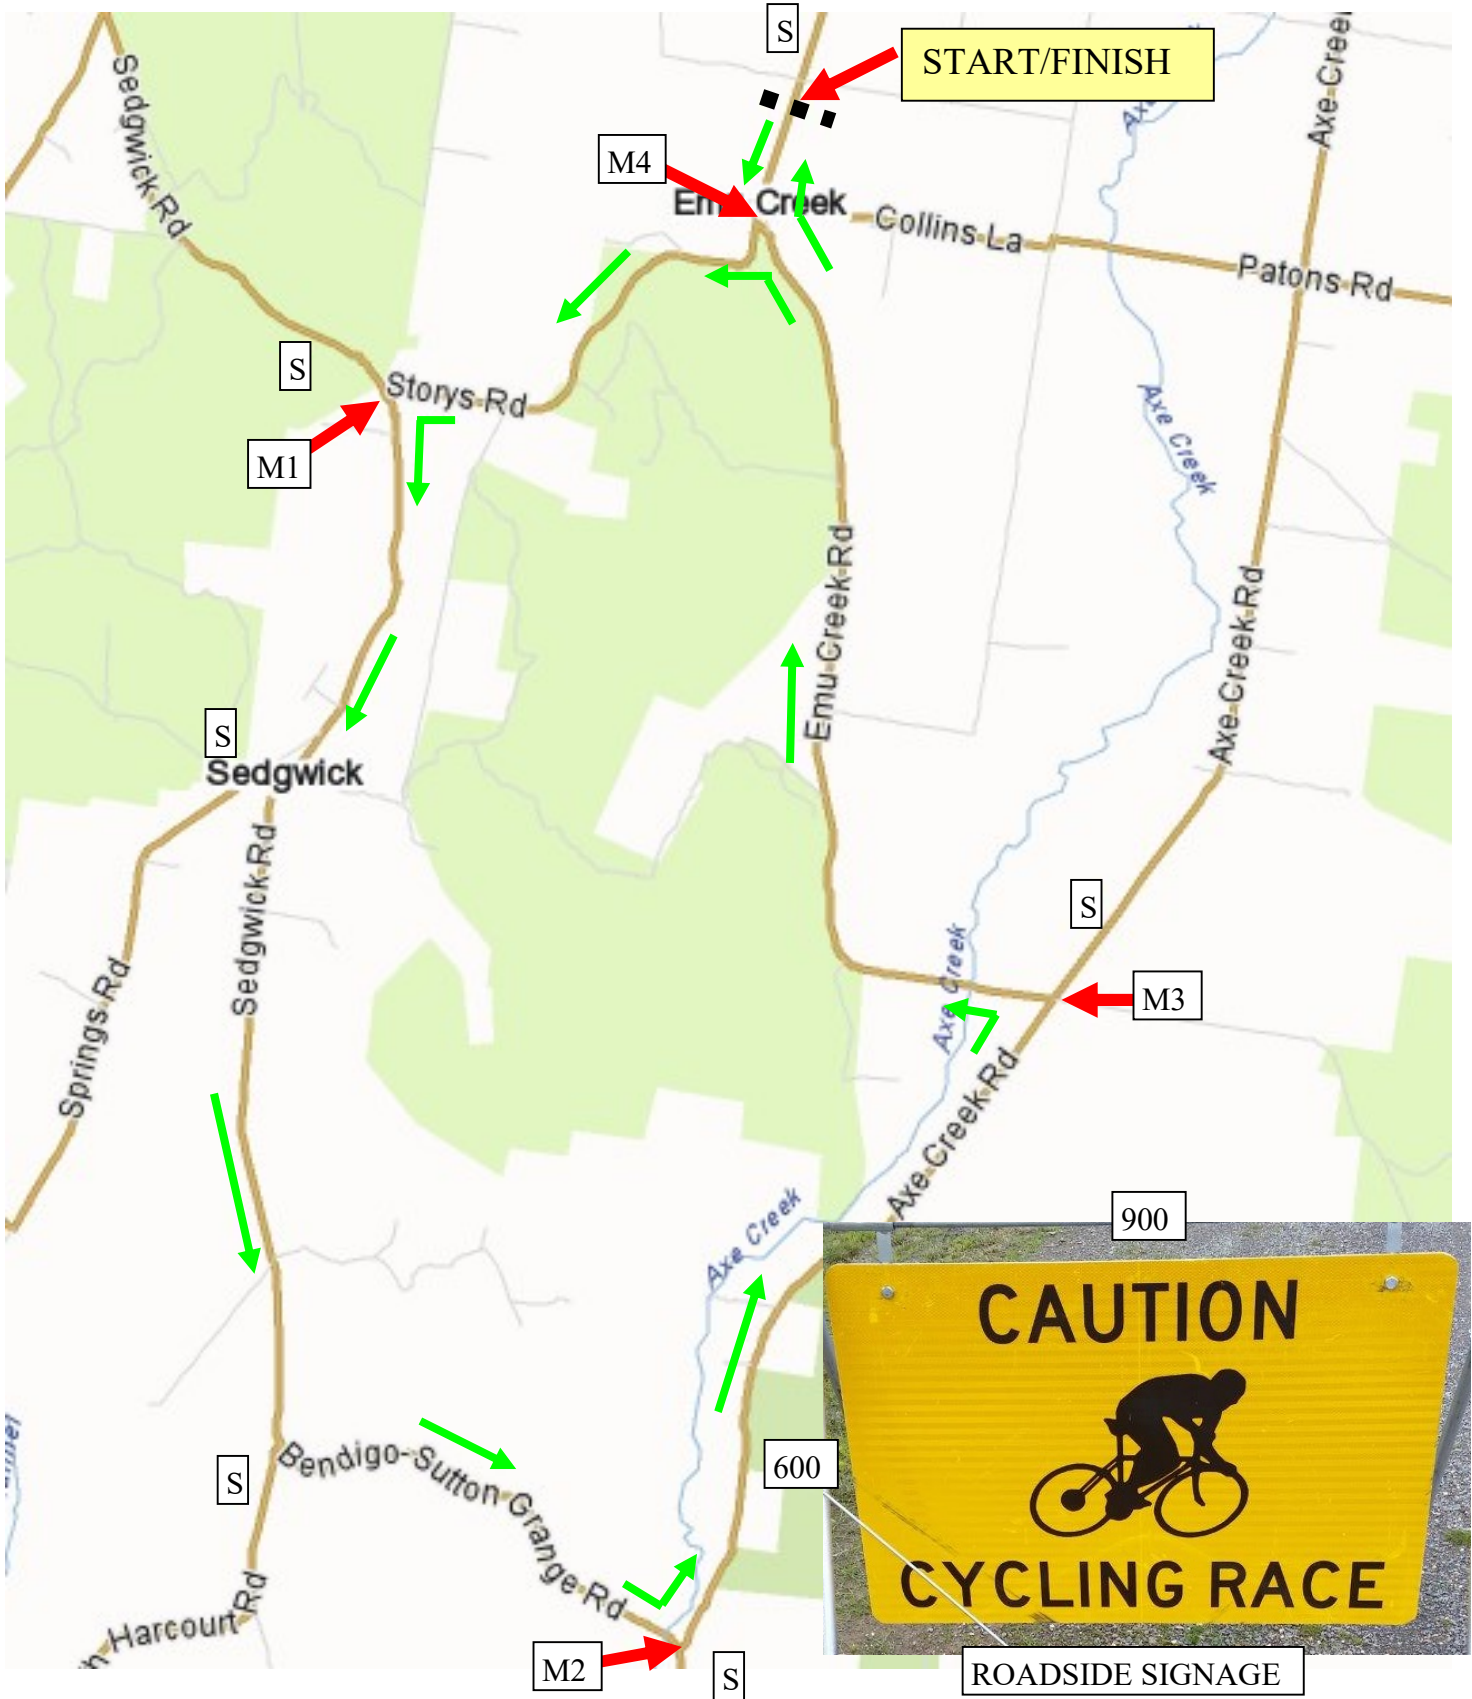 S
START/FINISH
Axe Creek
M4
Emu Creek
Collins La
Patons Rd
Sedgwick Rd
S
Storys Rd
M1
Axe Creek
Emu Creek Rd
Axe Creek Rd
S
Sedgwick
S
Sedgwick Rd
Springs Rd
Axe Creek
M3
Axe Creek Rd
Axe Creek
900
CAUTION
CYCLING RACE
600
S
Bendigo-Sutton Grange Rd
Harcourt Rd
M2
S
ROADSIDE SIGNAGE